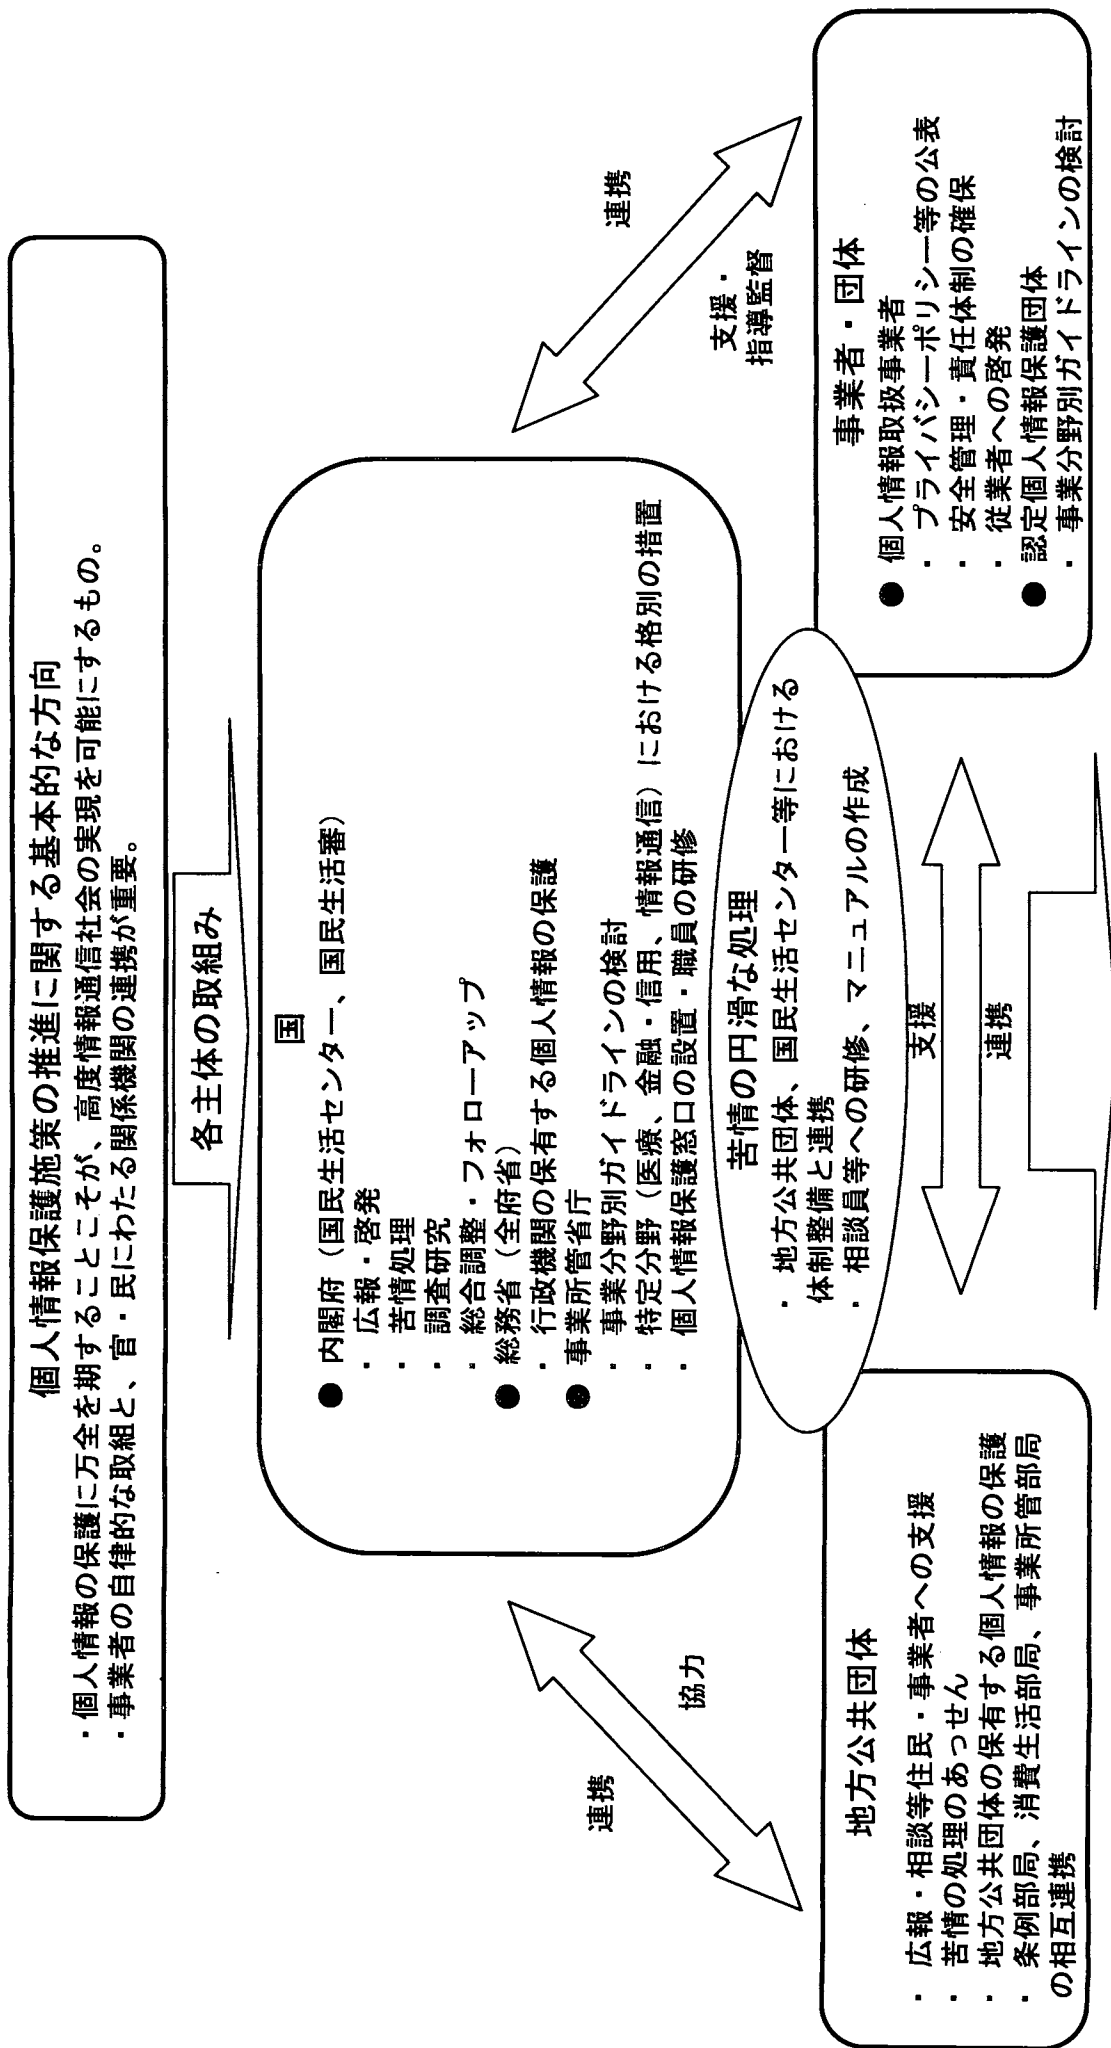 個人情報保護施策の推進に関する基本的な方向
・個人情報の保護に万全を期することこそが、高度情報通信社会の実現を可能にするもの。
・事業者の自律的な取組と、官・民にわたる関係機関の連携が重要。
各主体の取組み
国
● 内閣府（国民生活センター、国民生活審）
・ 広報・啓発
・ 苦情処理
・ 調査研究
・ 総合調整・フォローアップ
● 総務省（全府省）
・ 行政機関の保有する個人情報の保護
● 事業所管省庁
・ 事業分野別ガイドラインの検討
・ 特定分野（医療、金融・信用、情報通信）における格別の措置
・ 個人情報保護窓口の設置・職員の研修
連携
協力
連携
支援・
指導監督
苦情の円滑な処理
・ 地方公共団体、国民生活センター等における
体制整備と連携
・ 相談員等への研修、マニュアルの作成
地方公共団体
・ 広報・相談等住民・事業者への支援
・ 苦情の処理のあっせん
・ 地方公共団体の保有する個人情報の保護
・ 条例部局、消費生活部局、事業所管部局
の相互連携
支援
連携
事業者・団体
● 個人情報取扱事業者
・ プライバシーポリシー等の公表
・ 安全管理・責任体制の確保
・ 従業者への啓発
● 認定個人情報保護団体
・ 事業分野別ガイドラインの検討